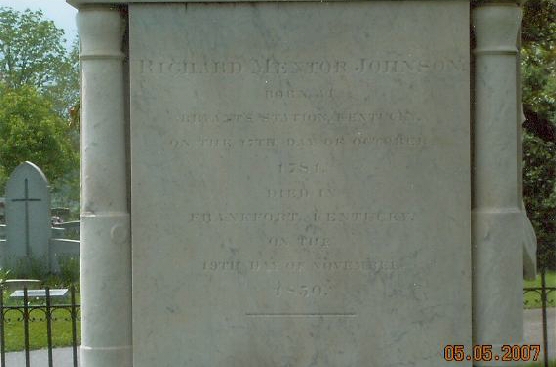 RICHARD MENTOR JOHNSON
BORN AT
BRYANT'S STATION, KENTUCKY,
ON THE 17TH DAY OF OCTOBER
1781.
DIED IN
FRANKFORT, KENTUCKY,
ON THE
19TH DAY OF NOVEMBER
1850.
05.05.2007